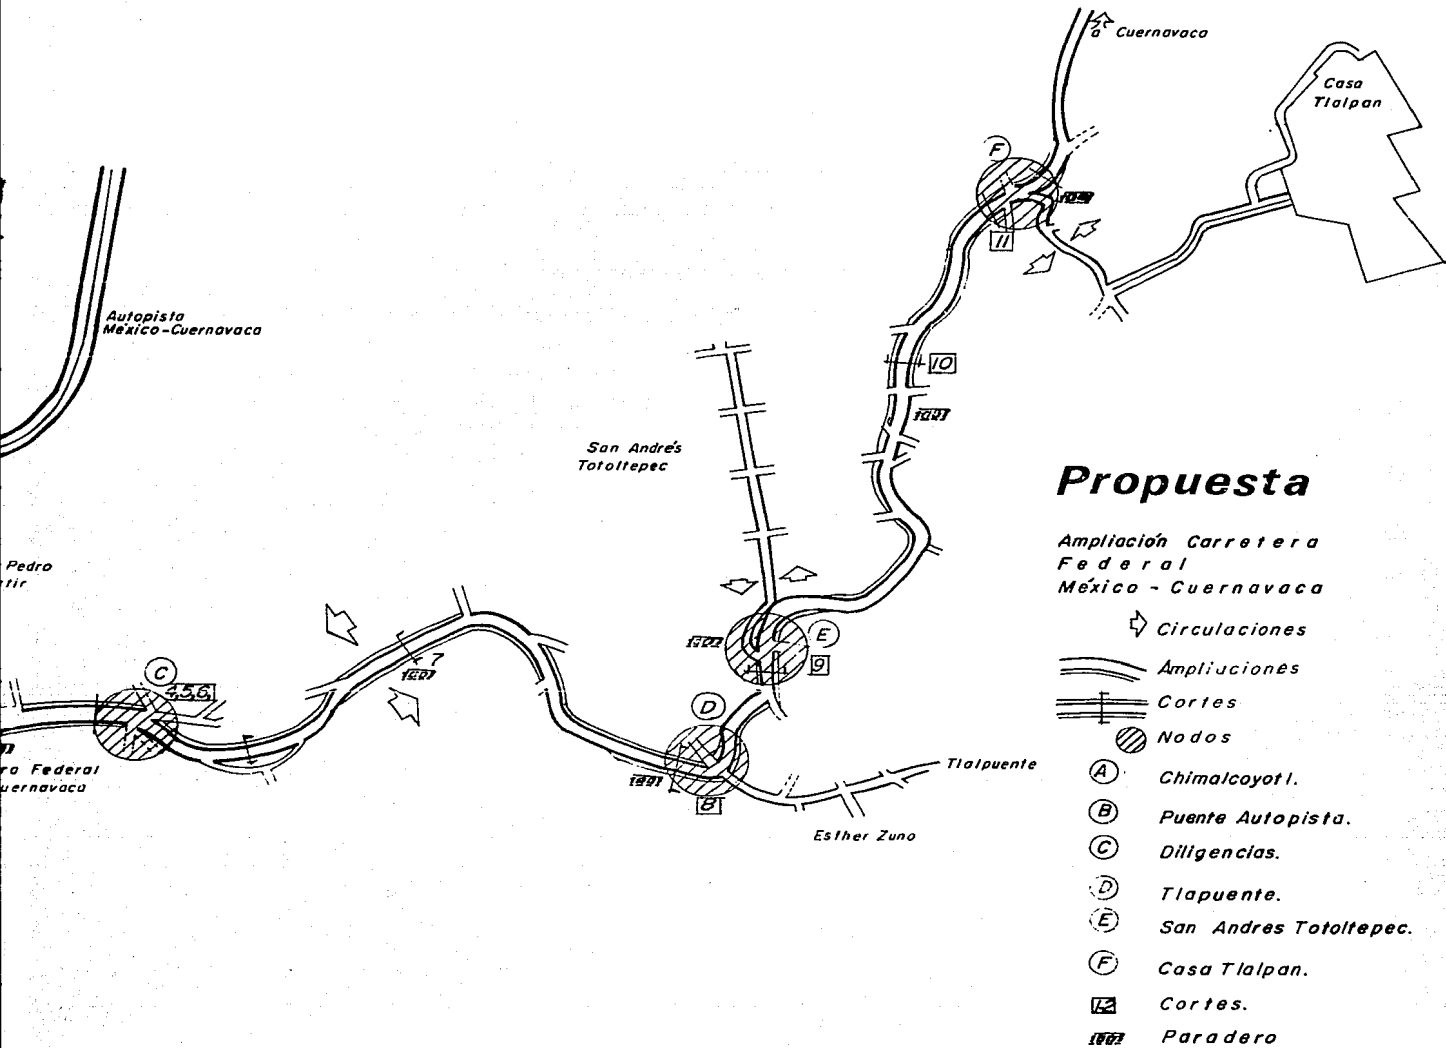 a Cuernavaca
Casa
Tlalpan
F
11
Autopista
México-Cuernavaca
10
San Andrés
Totoltepec
Pedro
E
9
C
4,5,6,
7
D
8
Tlalpuente
Esther Zuno
Federal
Propuesta
Ampliación Carretera
Federal
México - Cuernavaca
Circulaciones
Ampliaciones
Cortes
Nodos
A Chimalcoyotl.
B Puente Autopista.
C Diligencias.
D Tlapuente.
E San Andres Totoltepec.
F Casa Tlalpan.
1-2 Cortes.
Paradero